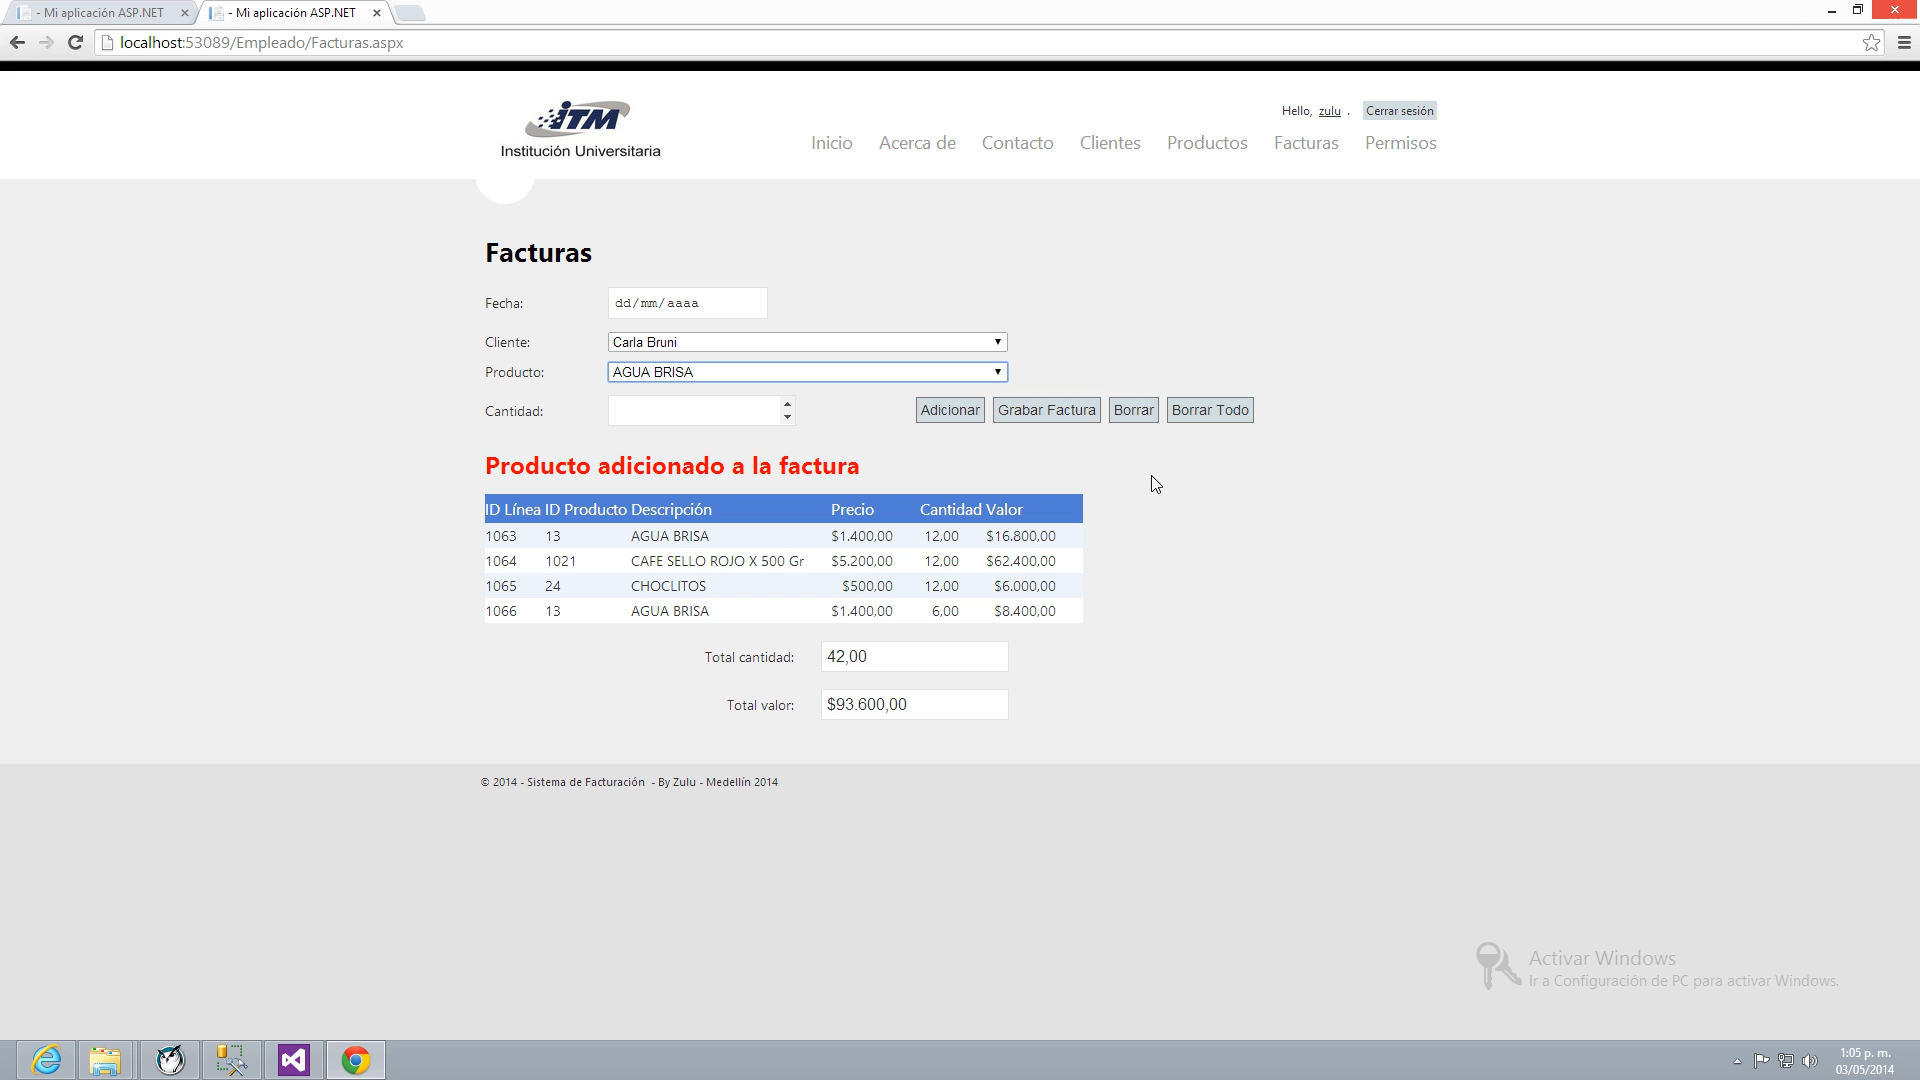 - Mi aplicación ASP.NET
- Mi aplicación ASP.NET
localhost:53089/Empleado/Facturas.aspx
iTM
Institución Universitaria
Hello, zulu . Cerrar sesión
Inicio Acerca de Contacto Clientes Productos Facturas Permisos
Facturas
Fecha: dd/mm/aaaa
Cliente: Carla Bruni
Producto: AGUA BRISA
Cantidad: Adicionar Grabar Factura Borrar Borrar Todo
Producto adicionado a la factura
ID Línea ID Producto Descripción Precio Cantidad Valor
1063 13 AGUA BRISA $1.400,00 12,00 $16.800,00
1064 1021 CAFE SELLO ROJO X 500 Gr $5.200,00 12,00 $62.400,00
1065 24 CHOCLITOS $500,00 12,00 $6.000,00
1066 13 AGUA BRISA $1.400,00 6,00 $8.400,00
Total cantidad: 42,00
Total valor: $93.600,00
© 2014 - Sistema de Facturación - By Zulu - Medellín 2014
Activar Windows
Ir a Configuración de PC para activar Windows.
1:05 p. m.
03/05/2014